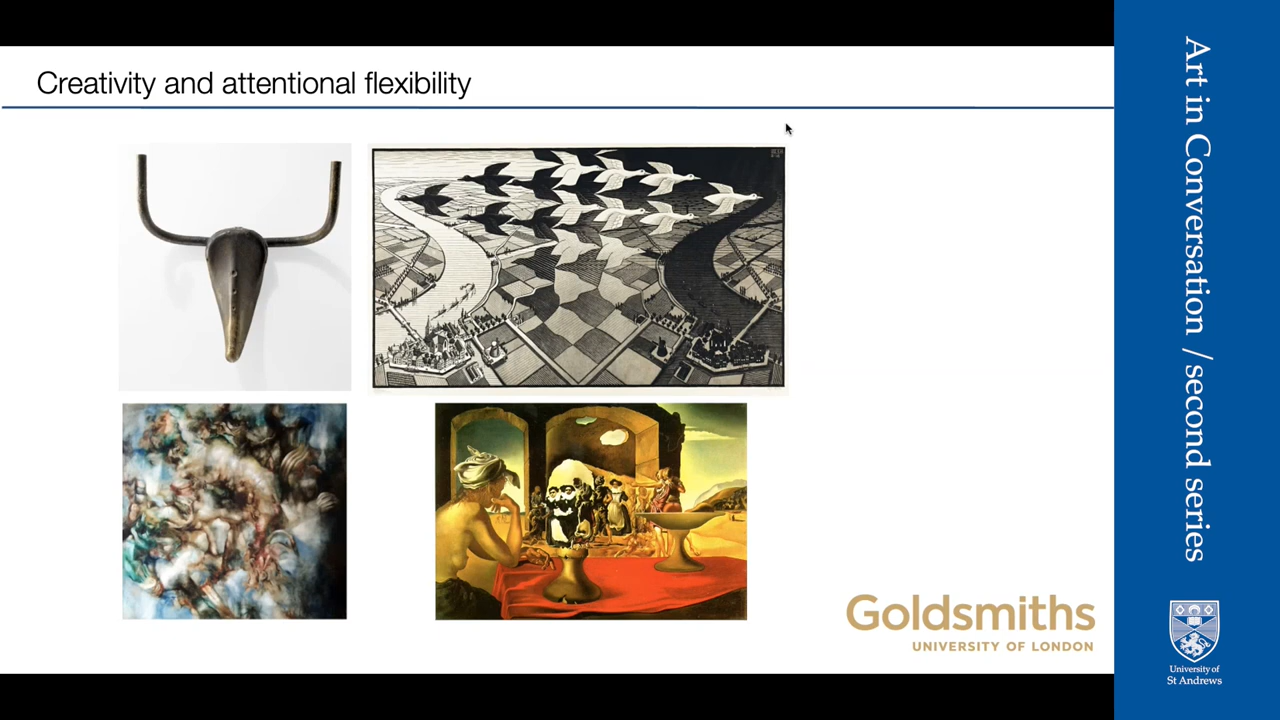 Creativity and attentional flexibility
Goldsmiths
UNIVERSITY OF LONDON
Art in Conversation / second series
University of
St Andrews